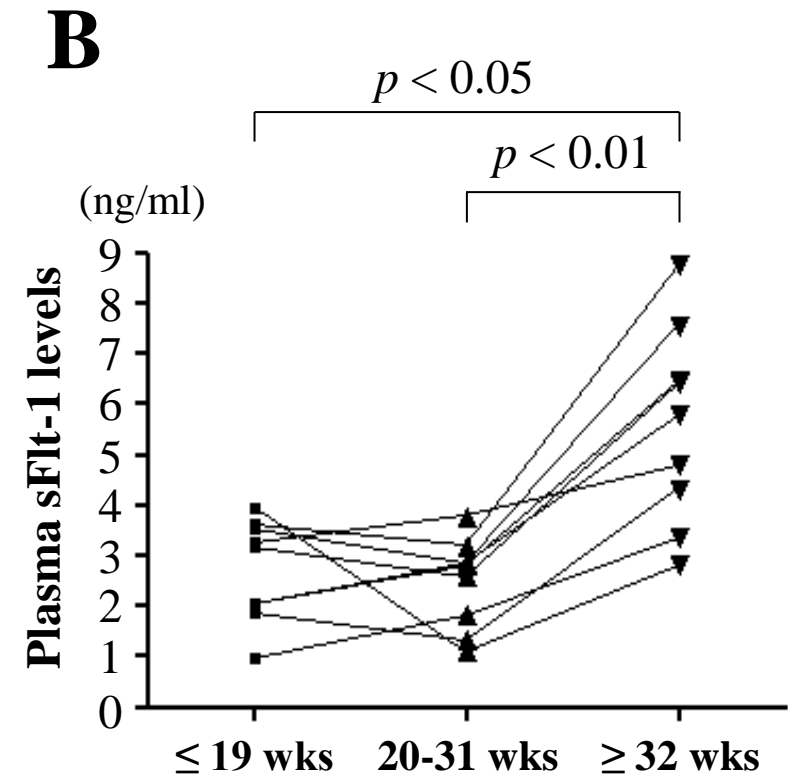 B
p < 0.05
p < 0.01
(ng/ml)
Plasma sFlt-1 levels
9
8
7
6
5
4
3
2
1
0
≤ 19 wks 20-31 wks ≥ 32 wks